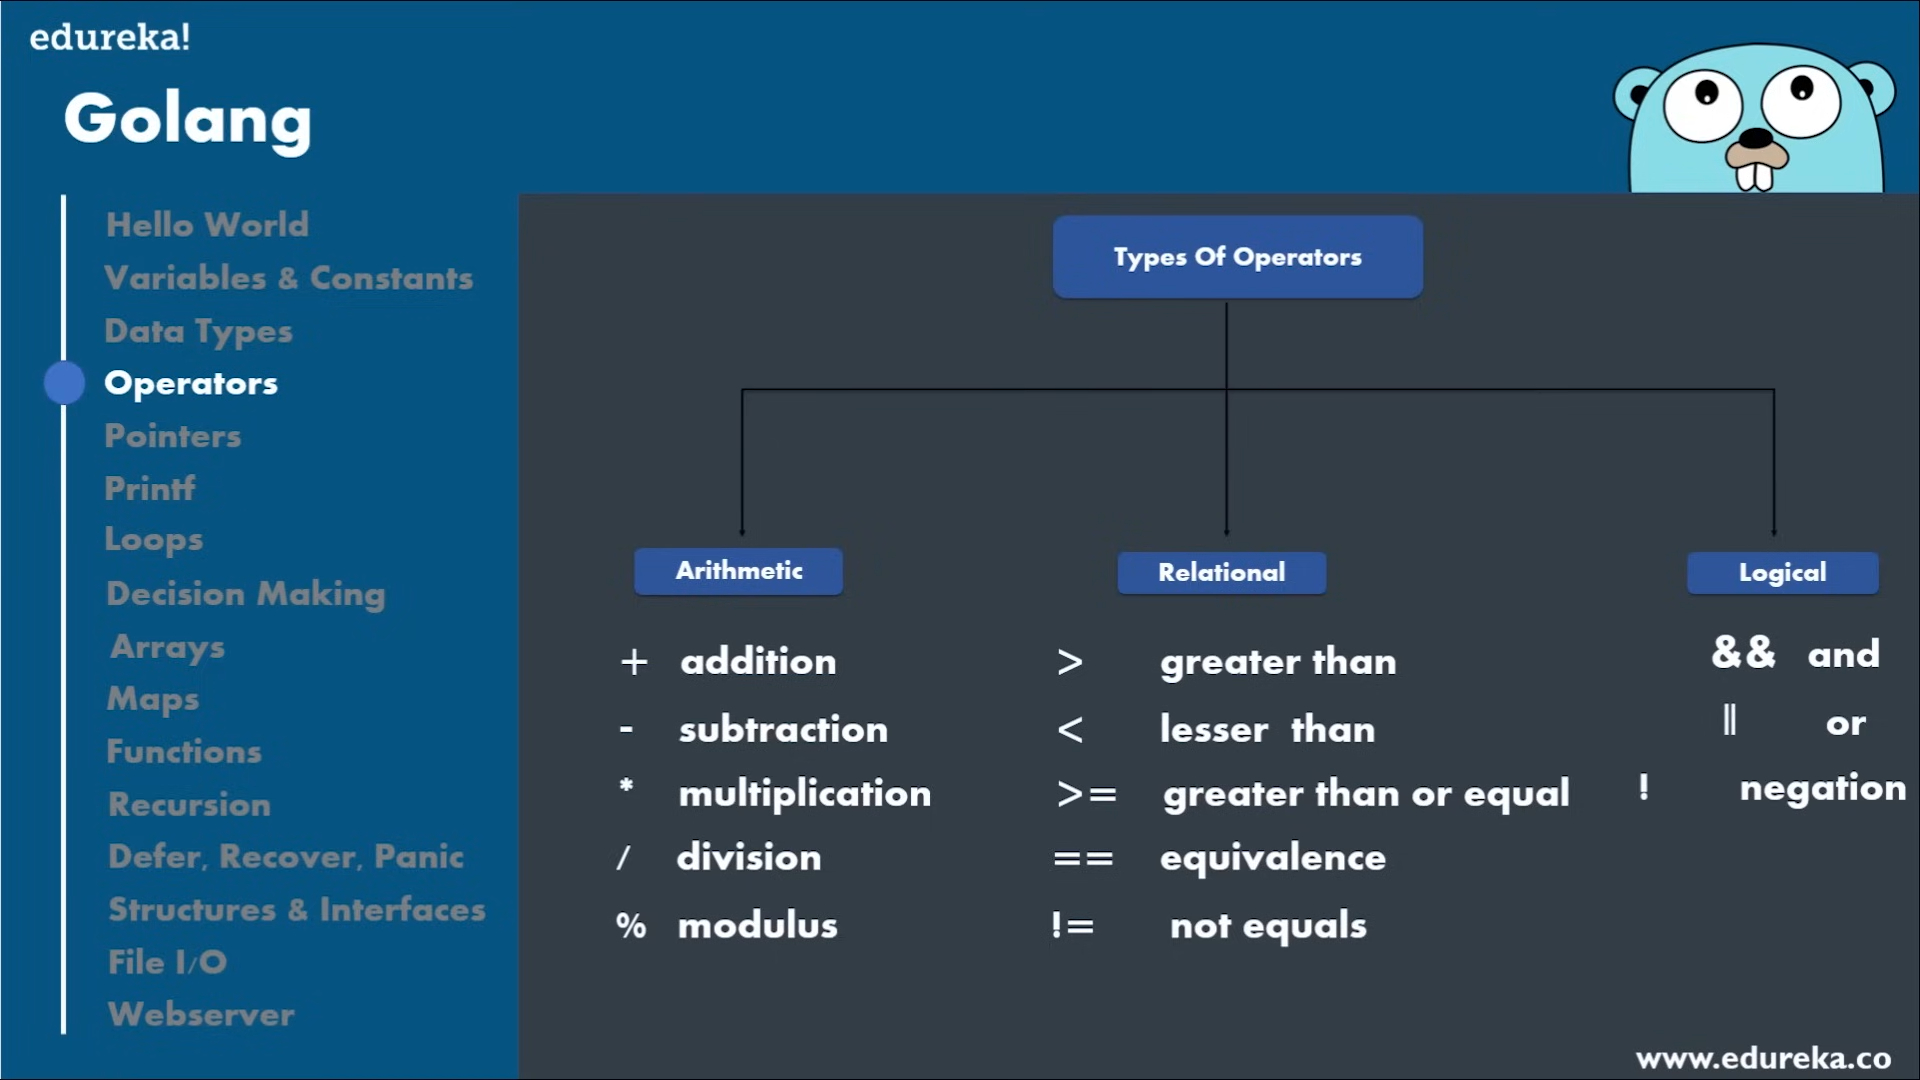 edureka!
Golang
Hello World
Variables & Constants
Data Types
Operators
Pointers
Printf
Loops
Decision Making
Arrays
Maps
Functions
Recursion
Defer, Recover, Panic
Structures & Interfaces
File I/O
Webserver
Types Of Operators
Arithmetic
+ addition
- subtraction
* multiplication
/ division
% modulus
Relational
> greater than
< lesser than
>= greater than or equal
== equivalence
!= not equals
Logical
&& and
|| or
! negation
www.edureka.co